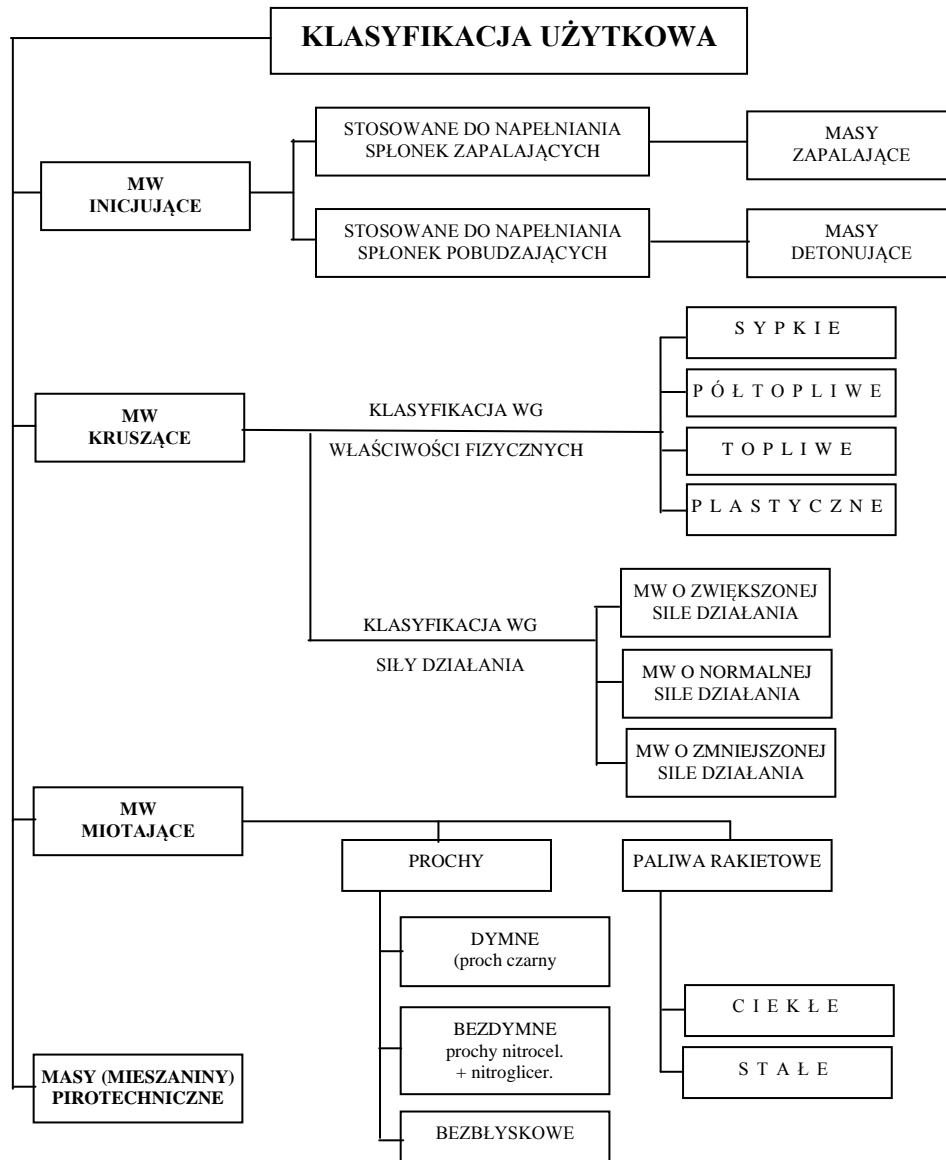 KLASYFIKACJA UŻYTKOWA
MW
INICJUJĄCE
STOSOWANE DO NAPEŁNIANIA
SPŁONEK ZAPALAJĄCYCH
MASY
ZAPALAJĄCE
STOSOWANE DO NAPEŁNIANIA
SPŁONEK POBUDZAJĄCYCH
MASY
DETONUJĄCE
MW
KRUSZĄCE
KLASYFIKACJA WG
WŁAŚCIWOŚCI FIZYCZNYCH
S Y P K I E
P Ó Ł T O P L I W E
T O P L I W E
P L A S T Y C Z N E
KLASYFIKACJA WG
SIŁY DZIAŁANIA
MW O ZWIĘKSZONEJ
SILE DZIAŁANIA
MW O NORMALNEJ
SILE DZIAŁANIA
MW O ZMNIEJSZONEJ
SILE DZIAŁANIA
MW
MIOTAJĄCE
PROCHY
DYMNE
(proch czarny
BEZDYMNE
prochy nitrocel.
+ nitroglicer.
BEZBŁYSKOWE
PALIWA RAKIETOWE
C I E K Ł E
S T A Ł E
MASY (MIESZANINY)
PIROTECHNICZNE